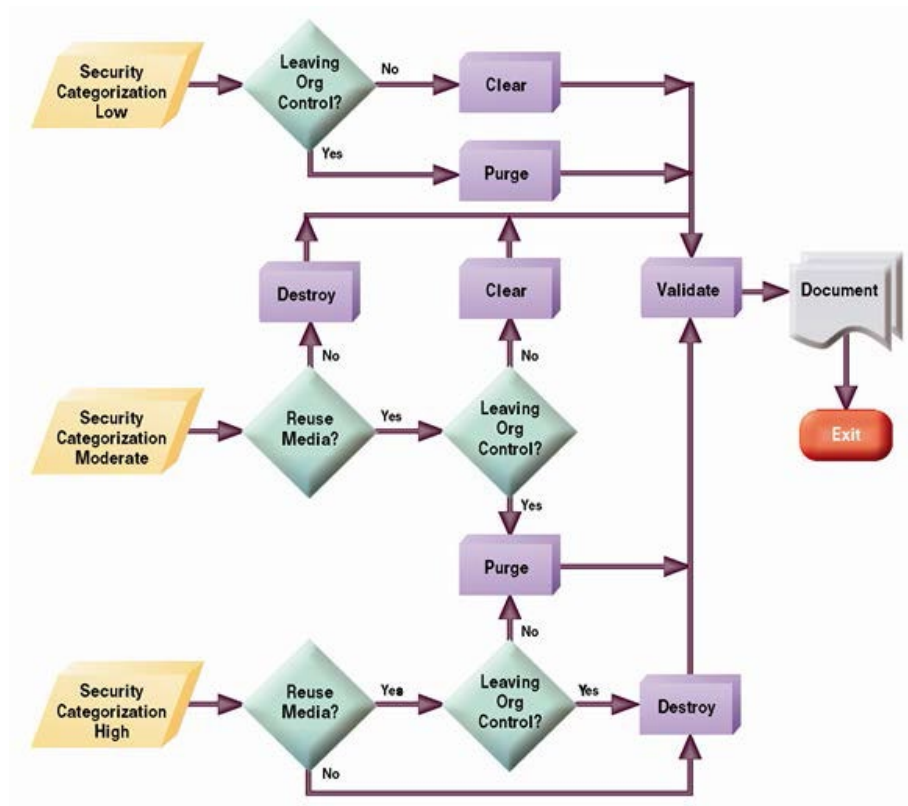 Security
Categorization
Low
Leaving
Org
Control?
No
Clear
Yes
Purge
Destroy
Clear
Validate
Document
No
No
Security
Categorization
Moderate
Reuse
Media?
Yes
Leaving
Org
Control?
Exit
Yes
Purge
No
Security
Categorization
High
Reuse
Media?
Yes
Leaving
Org
Control?
Yes
Destroy
No